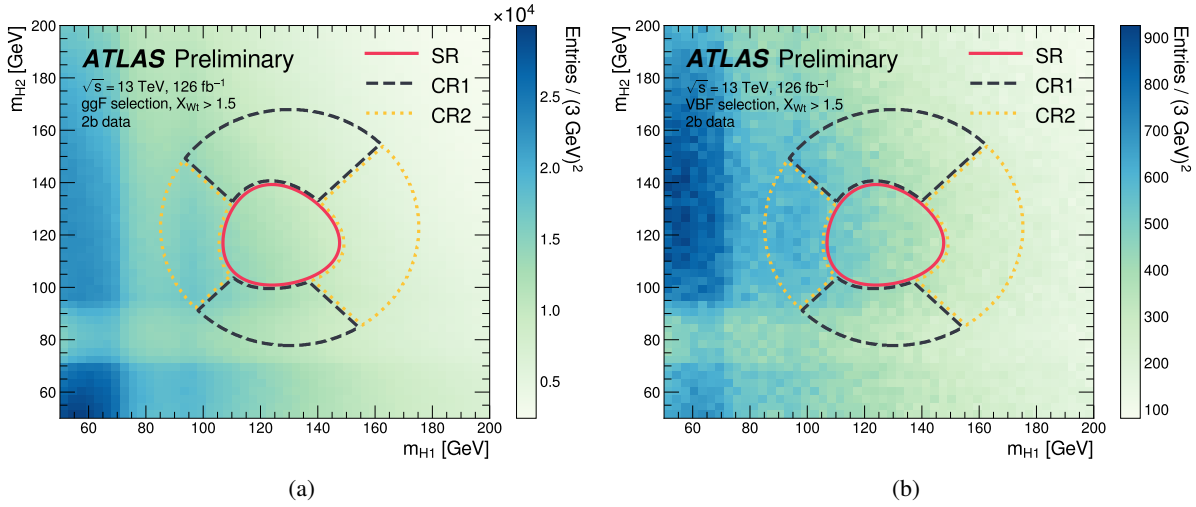 ×10⁴
200
180
160
140
120
100
80
60
m_H2 [GeV]
ATLAS Preliminary
√s = 13 TeV, 126 fb⁻¹
ggF selection, X_Wt > 1.5
2b data
SR
CR1
CR2
60 80 100 120 140 160 180 200
m_H1 [GeV]
2.5
2.0
1.5
1.0
0.5
Entries / (3 GeV)²
(a)
200
180
160
140
120
100
80
60
m_H2 [GeV]
ATLAS Preliminary
√s = 13 TeV, 126 fb⁻¹
VBF selection, X_Wt > 1.5
2b data
SR
CR1
CR2
60 80 100 120 140 160 180 200
m_H1 [GeV]
900
800
700
600
500
400
300
200
100
Entries / (3 GeV)²
(b)